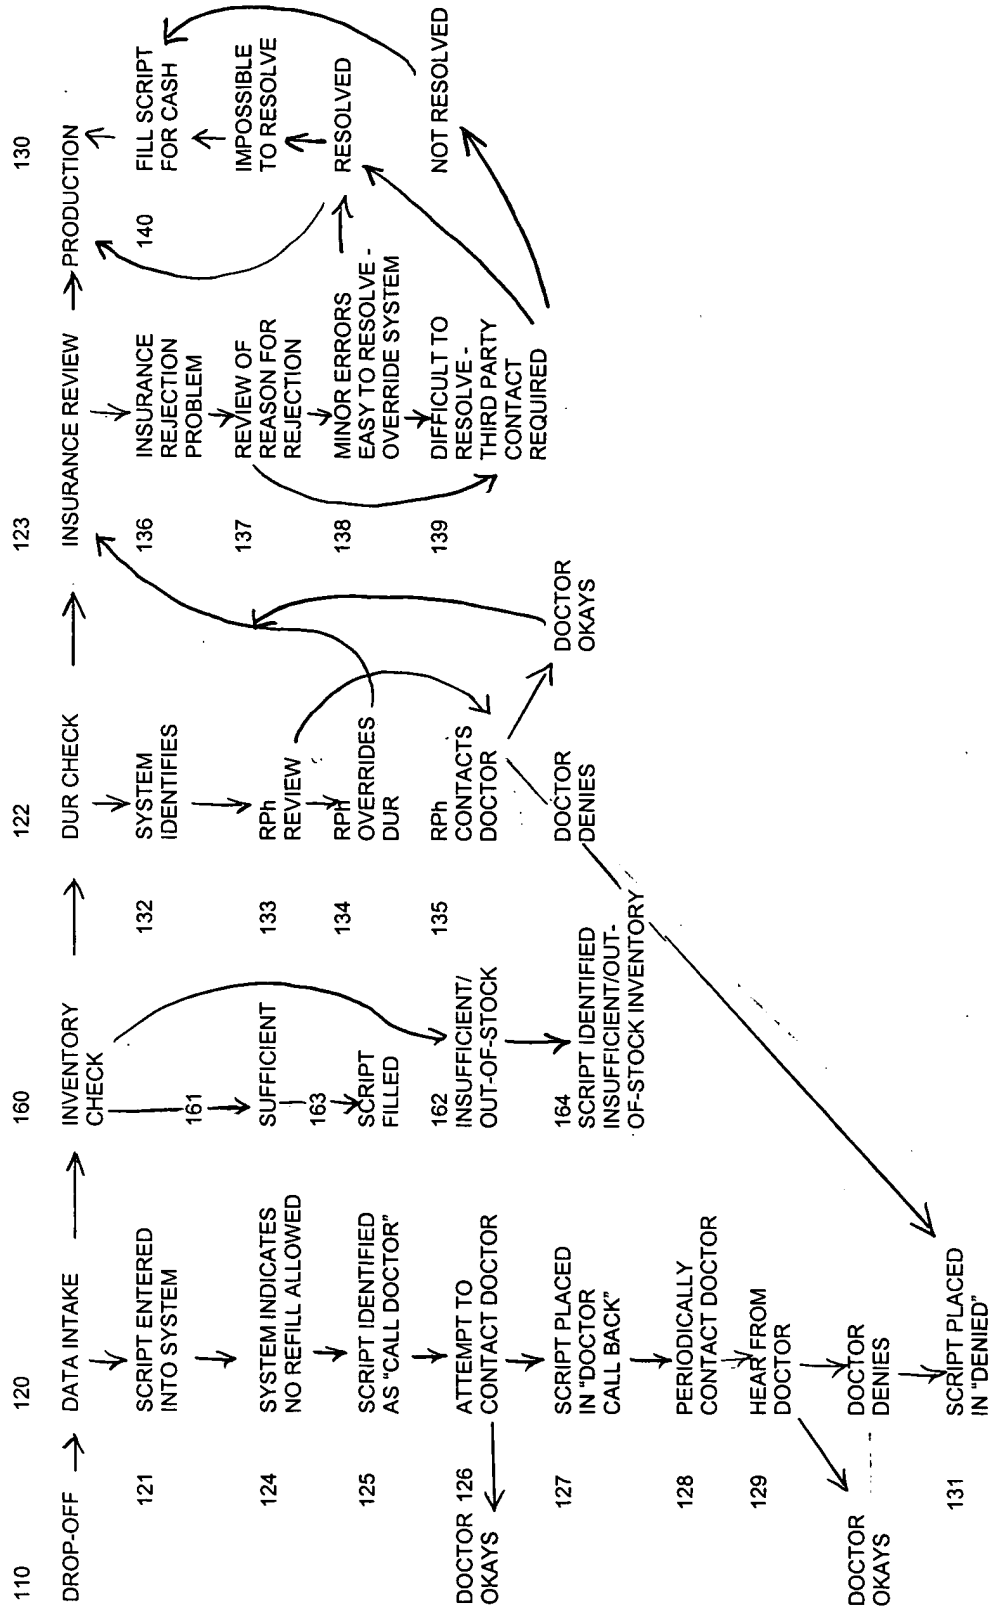 110
DROP-OFF
120
DATA INTAKE
121
SCRIPT ENTERED
INTO SYSTEM
124
SYSTEM INDICATES
NO REFILL ALLOWED
125
SCRIPT IDENTIFIED
AS "CALL DOCTOR"
126
ATTEMPT TO
CONTACT DOCTOR
DOCTOR
OKAYS
127
SCRIPT PLACED
IN "DOCTOR
CALL BACK"
128
PERIODICALLY
CONTACT DOCTOR
129
HEAR FROM
DOCTOR
DOCTOR
OKAYS
DOCTOR
DENIES
131
SCRIPT PLACED
IN "DENIED"
160
INVENTORY
CHECK
161
SUFFICIENT
163
SCRIPT
FILLED
162
INSUFFICIENT/
OUT-OF-STOCK
164
SCRIPT IDENTIFIED
INSUFFICIENT/OUT-
OF-STOCK INVENTORY
122
DUR CHECK
132
SYSTEM
IDENTIFIES
133
RPh
REVIEW
134
RPh
OVERRIDES
DUR
135
RPh
CONTACTS
DOCTOR
DOCTOR
DENIES
DOCTOR
OKAYS
123
INSURANCE REVIEW
136
INSURANCE
REJECTION
PROBLEM
137
REVIEW OF
REASON FOR
REJECTION
138
MINOR ERRORS
EASY TO RESOLVE -
OVERRIDE SYSTEM
139
DIFFICULT TO
RESOLVE -
THIRD PARTY
CONTACT
REQUIRED
130
PRODUCTION
140
FILL SCRIPT
FOR CASH
IMPOSSIBLE
TO RESOLVE
RESOLVED
NOT RESOLVED